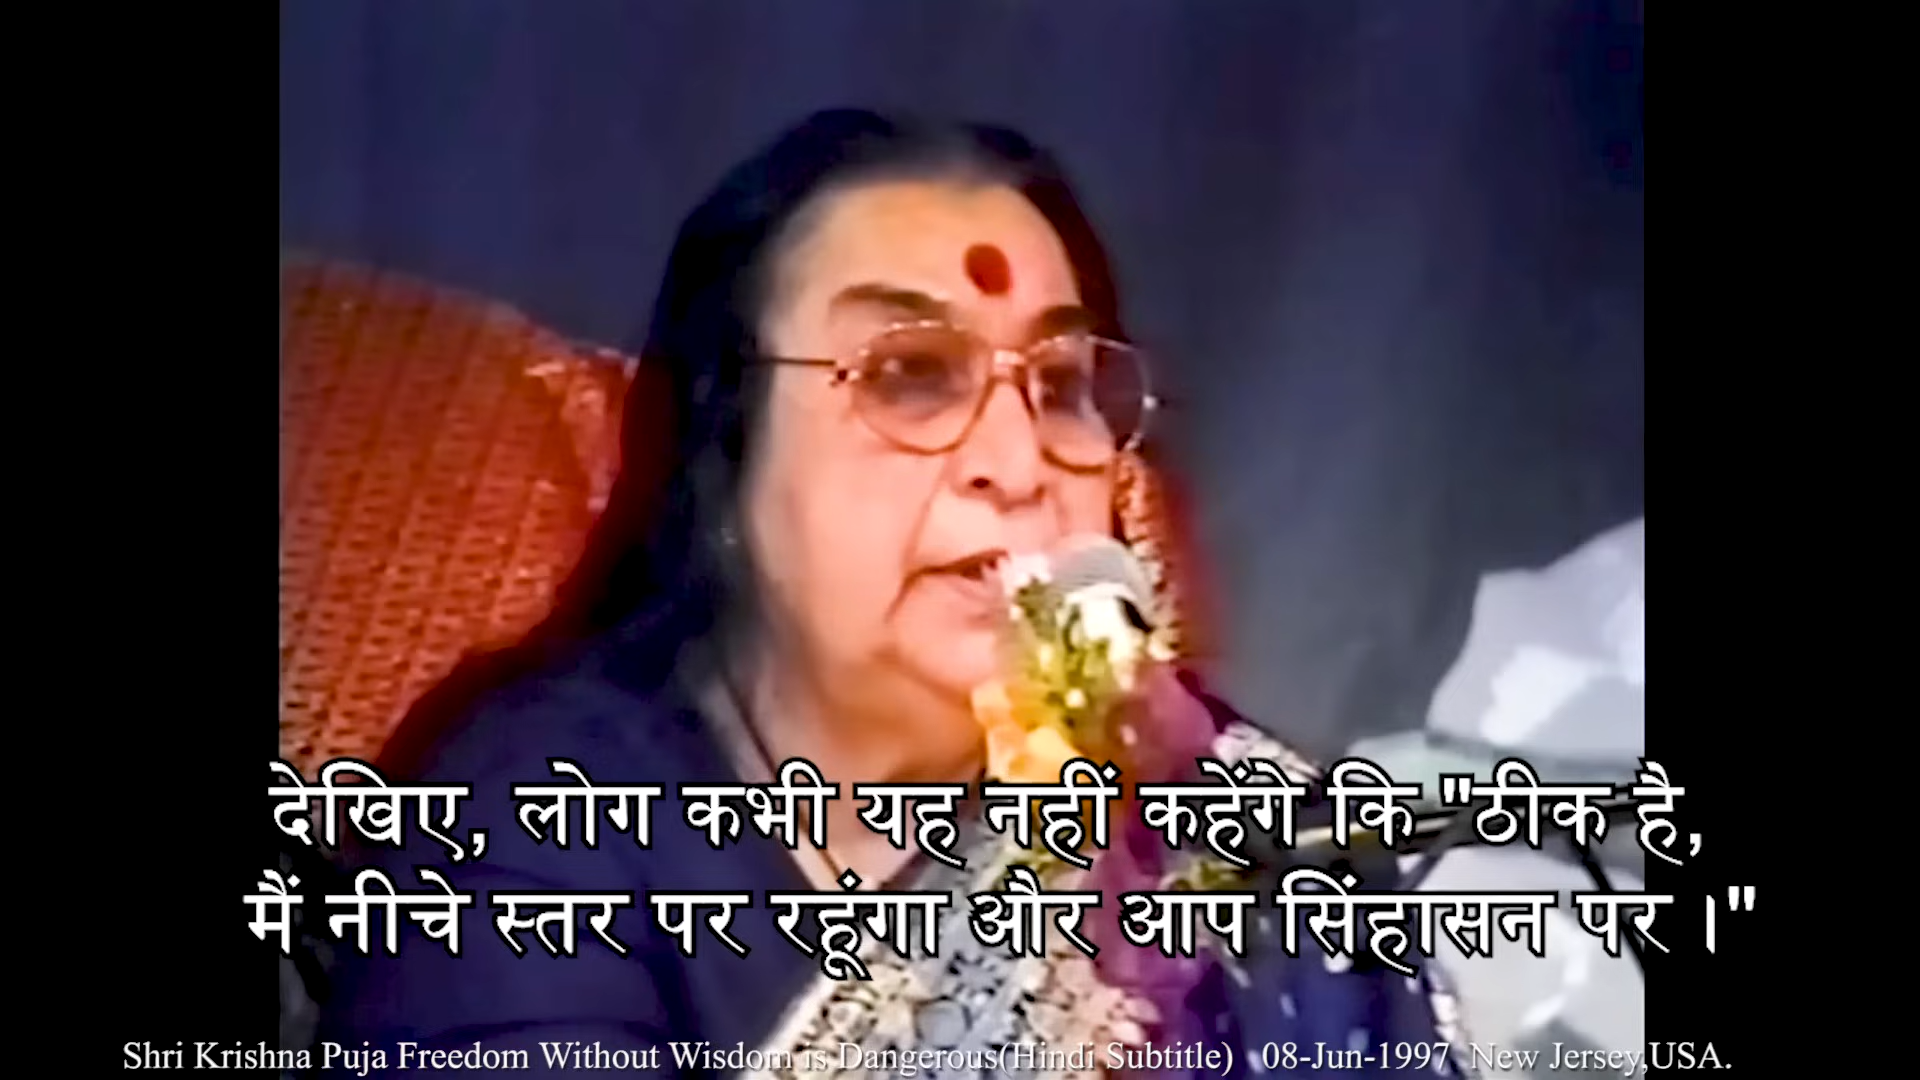 देखिए, लोग कभी यह नहीं कहेंगे कि "ठीक है,
मैं नीचे स्तर पर रहूंगा और आप सिंहासन पर ।"
Shri Krishna Puja Freedom Without Wisdom is Dangerous(Hindi Subtitle) 08-Jun-1997 New Jersey,USA.